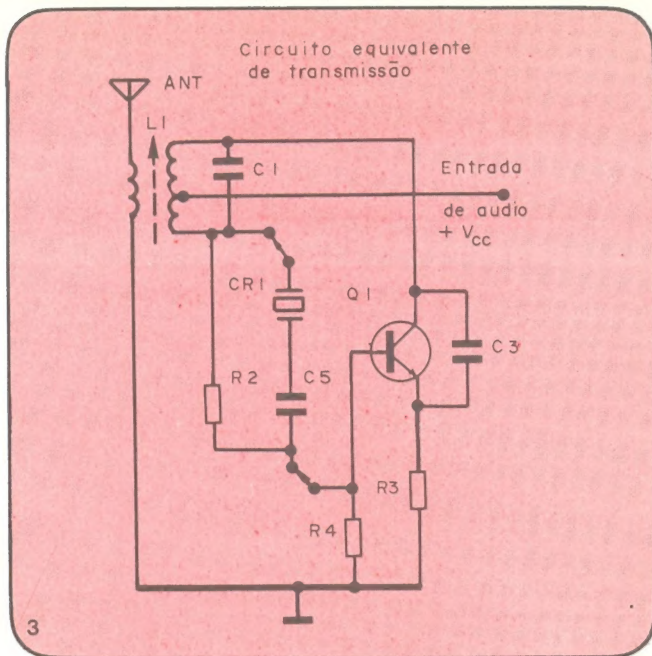 Circuito equivalente
de transmissão
ANT
L1
C1
Entrada
de audio
+ Vcc
CR1
Q1
R2
C5
C3
R3
R4
3